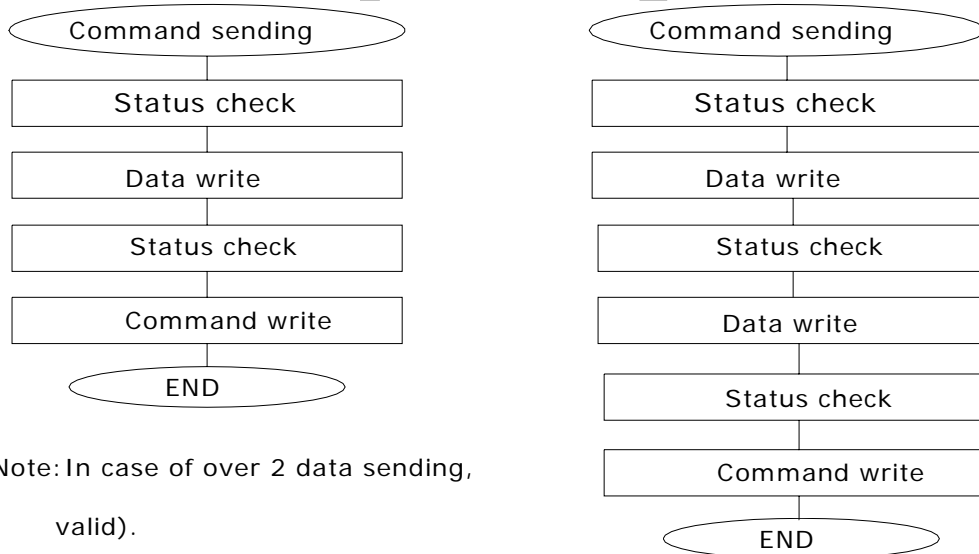 Command sending
Status check
Data write
Status check
Command write
END
Note: In case of over 2 data sending,
valid).
Command sending
Status check
Data write
Status check
Data write
Status check
Command write
END